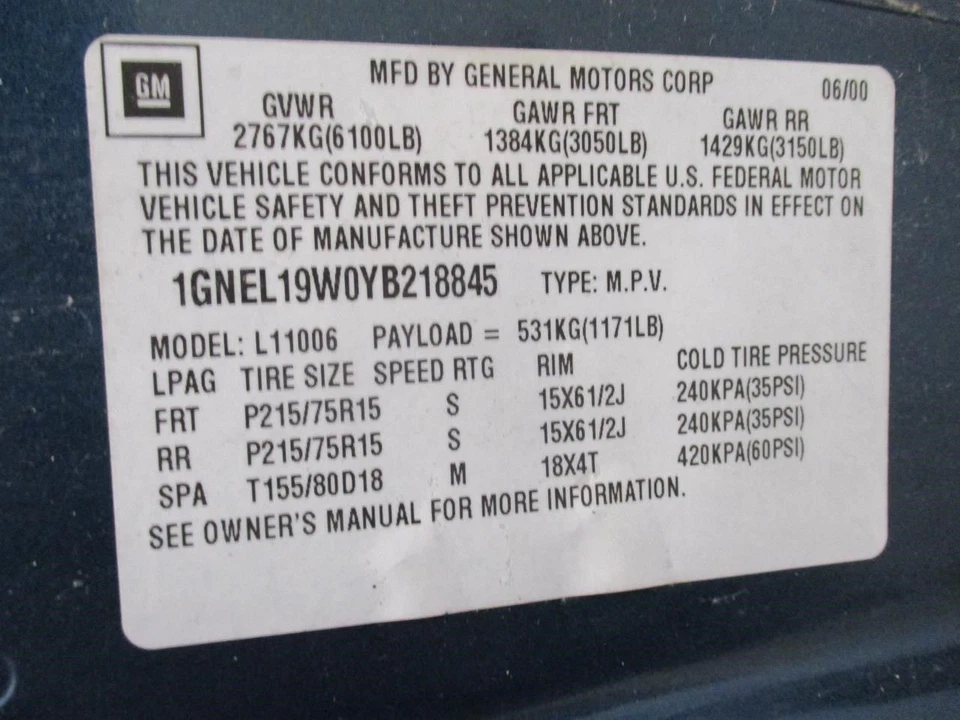 GM
MFD BY GENERAL MOTORS CORP 06/00
GVWR GAWR FRT GAWR RR
2767KG(6100LB) 1384KG(3050LB) 1429KG(3150LB)
THIS VEHICLE CONFORMS TO ALL APPLICABLE U.S. FEDERAL MOTOR
VEHICLE SAFETY AND THEFT PREVENTION STANDARDS IN EFFECT ON
THE DATE OF MANUFACTURE SHOWN ABOVE.
1GNEL19W0YB218845 TYPE: M.P.V.
MODEL: L11006 PAYLOAD = 531KG(1171LB)
LPAG TIRE SIZE SPEED RTG RIM COLD TIRE PRESSURE
FRT P215/75R15 S 15X61/2J 240KPA(35PSI)
RR P215/75R15 S 15X61/2J 240KPA(35PSI)
SPA T155/80D18 M 18X4T 420KPA(60PSI)
SEE OWNER'S MANUAL FOR MORE INFORMATION.